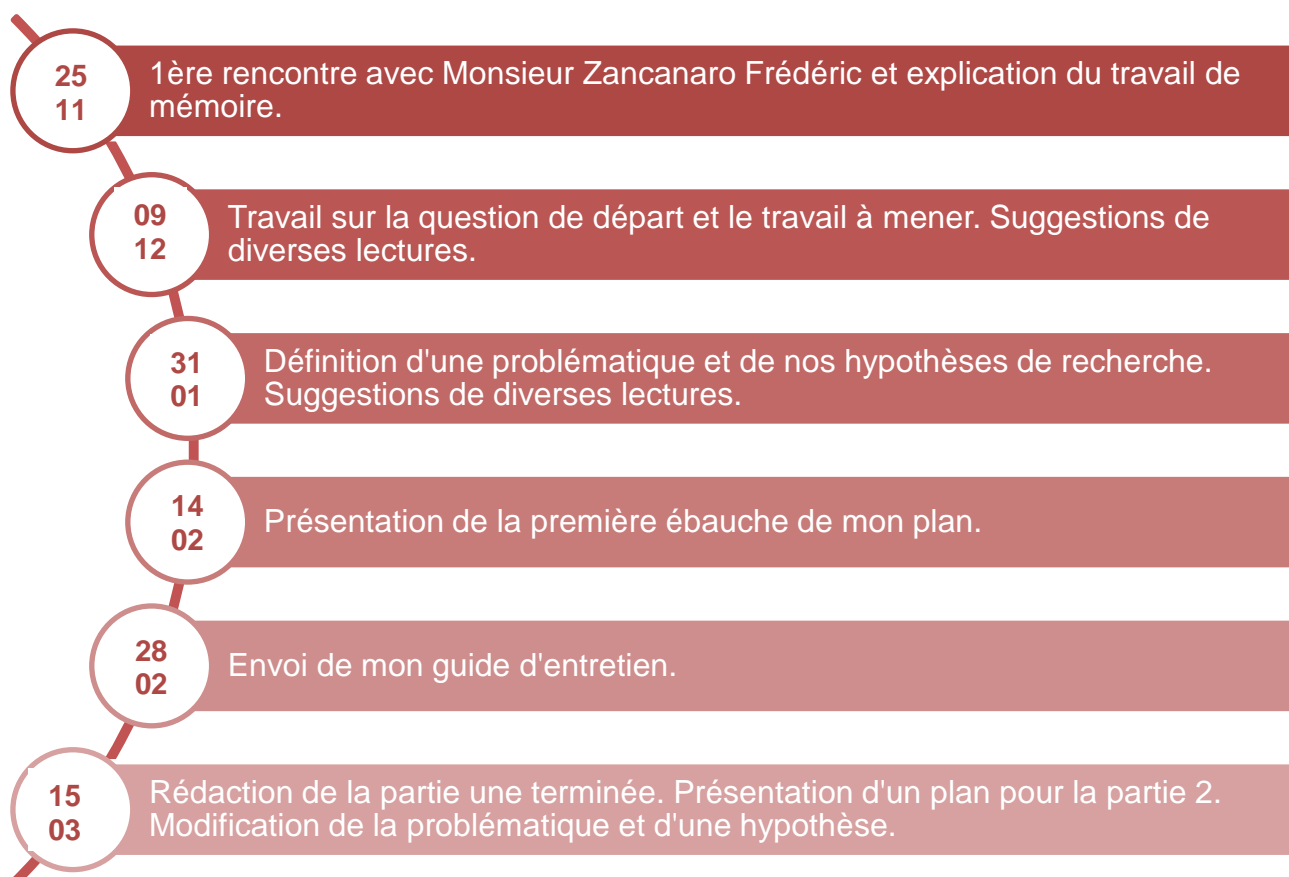 25
11
1ère rencontre avec Monsieur Zancanaro Frédéric et explication du travail de
mémoire.
09
12
Travail sur la question de départ et le travail à mener. Suggestions de
diverses lectures.
31
01
Définition d'une problématique et de nos hypothèses de recherche.
Suggestions de diverses lectures.
14
02
Présentation de la première ébauche de mon plan.
28
02
Envoi de mon guide d'entretien.
15
03
Rédaction de la partie une terminée. Présentation d'un plan pour la partie 2.
Modification de la problématique et d'une hypothèse.